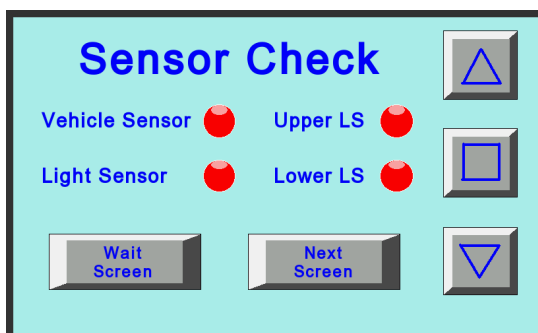 Sensor Check
Vehicle Sensor
Upper LS
Light Sensor
Lower LS
Wait
Screen
Next
Screen